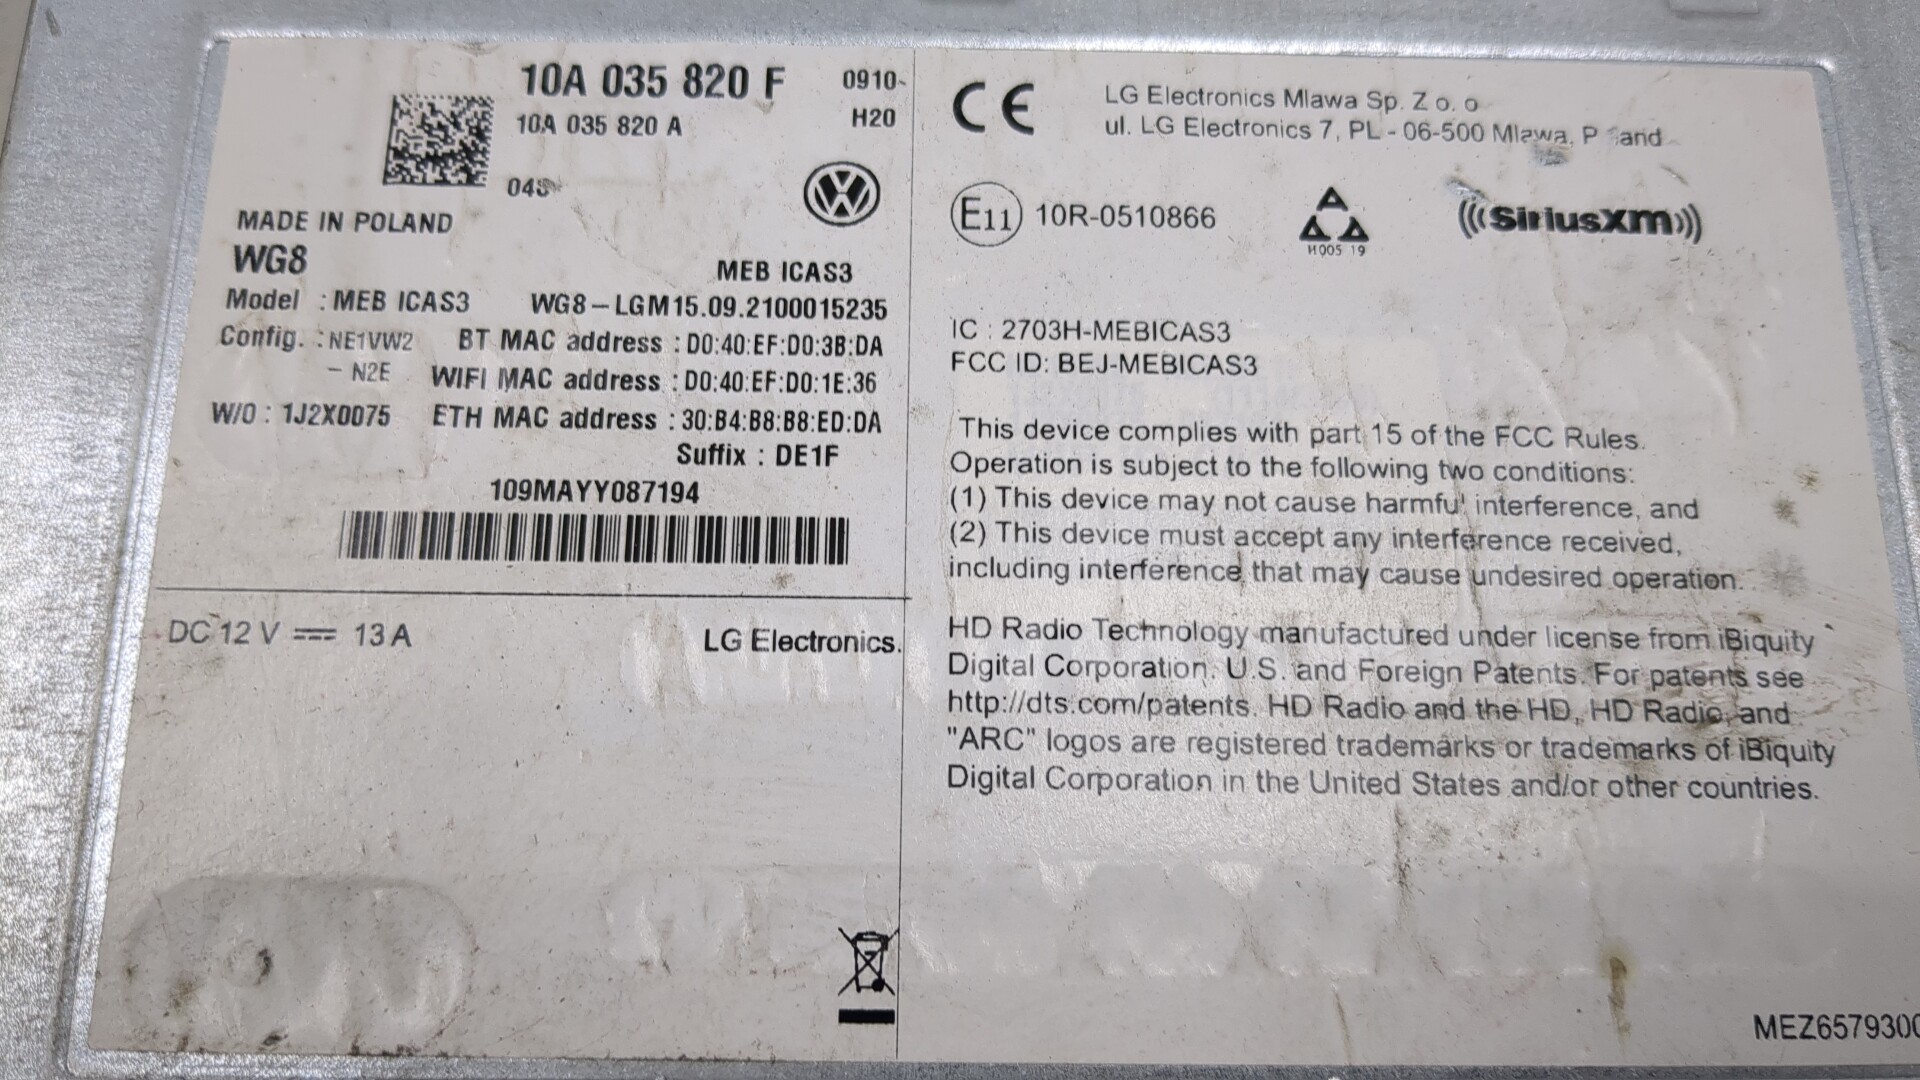 10A 035 820 F 0910-
10A 035 820 A H20
MADE IN POLAND
WG8
MEB ICAS3
Model : MEB ICAS3 WG8-LGM15.09.2100015235
Config. : NE1VW2 BT MAC address : D0:40:EF:D0:3B:DA
- N2E WIFI MAC address : D0:40:EF:D0:1E:36
W/O : 1J2X0075 ETH MAC address : 30:B4:B8:B8:ED:DA
Suffix : DE1F
109MAYY087194
DC 12 V 13 A LG Electronics.
CE
LG Electronics Mlawa Sp. Z o. o
ul. LG Electronics 7, PL - 06-500 Mlawa,
E11 10R-0510866
H005 19
SiriusXM
IC : 2703H-MEBICAS3
FCC ID: BEJ-MEBICAS3
This device complies with part 15 of the FCC Rules.
Operation is subject to the following two conditions:
(1) This device may not cause harmful interference, and
(2) This device must accept any interference received,
including interference that may cause undesired operation.
HD Radio Technology manufactured under license from iBiquity
Digital Corporation. U.S. and Foreign Patents. For patents see
http://dts.com/patents. HD Radio and the HD, HD Radio, and
"ARC" logos are registered trademarks or trademarks of iBiquity
Digital Corporation in the United States and/or other countries.